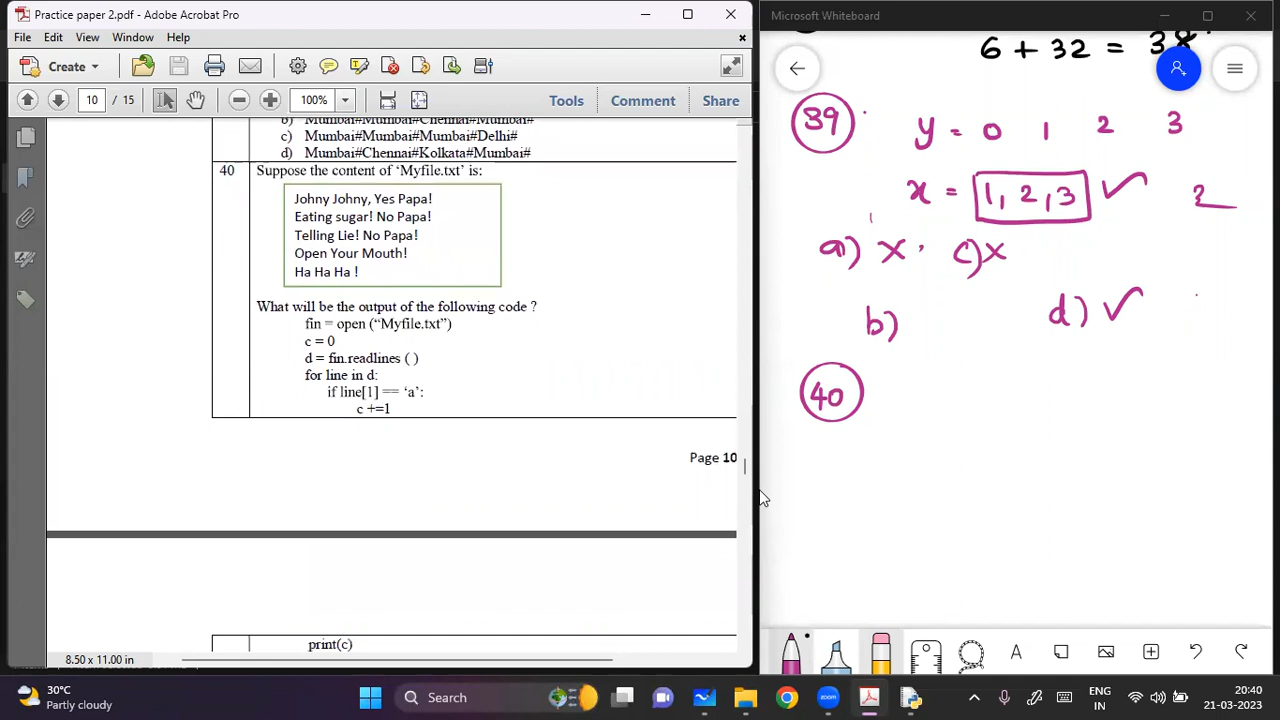 Practice paper 2.pdf - Adobe Acrobat Pro
File Edit View Window Help
Create
10 / 15 100% Tools Comment Share
b) Mumbai#Mumbai#Chennai#Mumbai#
c) Mumbai#Mumbai#Mumbai#Delhi#
d) Mumbai#Chennai#Kolkata#Mumbai#
40 Suppose the content of ‘Myfile.txt’ is:
Johny Johny, Yes Papa!
Eating sugar! No Papa!
Telling Lie! No Papa!
Open Your Mouth!
Ha Ha Ha !
What will be the output of the following code ?
fin = open (“Myfile.txt”)
c = 0
d = fin.readlines ( )
for line in d:
if line[1] == ‘a’:
c +=1
Page 10
print(c)
8.50 x 11.00 in
Microsoft Whiteboard
6 + 32 = 38
39 y = 0 1 2 3
x = 1, 2, 3 ✓
a) X c) X
b) d) ✓
40
A
30°C
Partly cloudy
Search
zoom
ENG
IN
20:40
21-03-2023